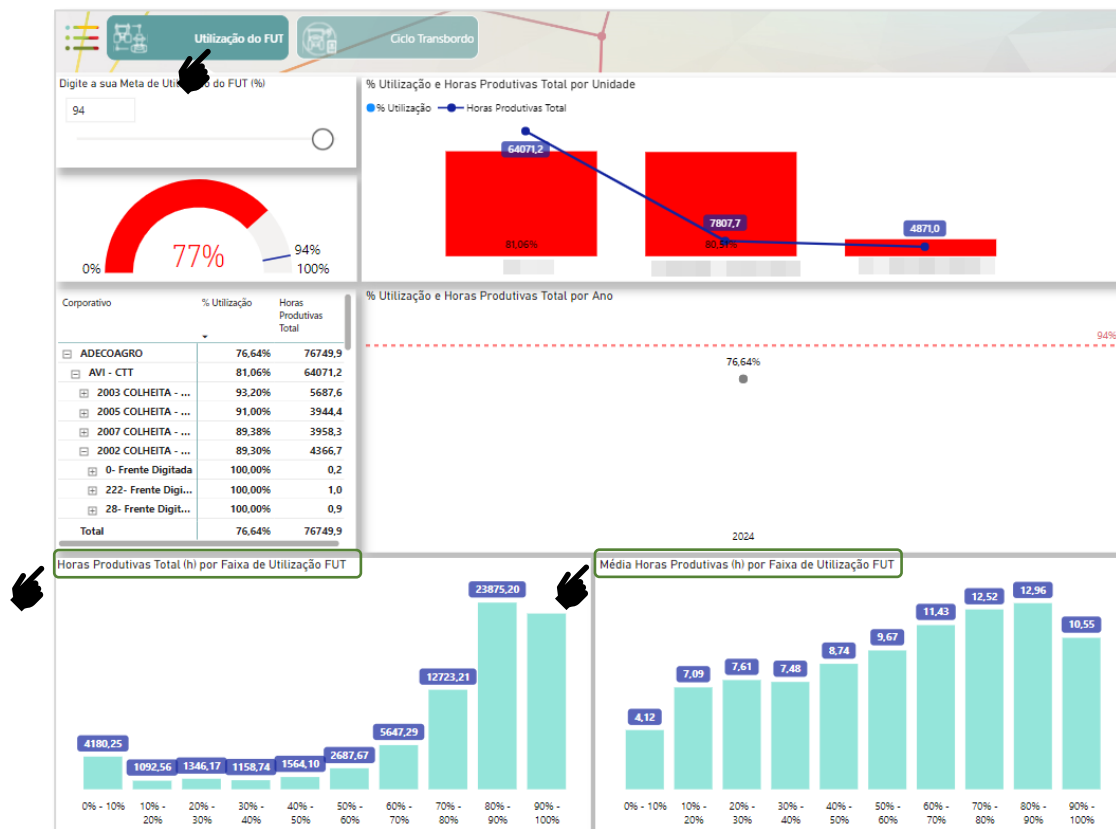 Utilização do FUT
Ciclo Transbordo
Digite a sua Meta de Utilização do FUT (%)
94
77%
0%
94%
100%
% Utilização e Horas Produtivas Total por Unidade
% Utilização
Horas Produtivas Total
64071,2
7807,7
4871,0
81,06%
Corporativo
% Utilização
Horas
Produtivas
Total
ADECOAGRO 76,64% 76749,9
AVI - CTT 81,06% 64071,2
2003 COLHEITA - ... 93,20% 5687,6
2005 COLHEITA - ... 91,00% 3944,4
2007 COLHEITA - ... 89,38% 3958,3
2002 COLHEITA - ... 89,30% 4366,7
0- Frente Digitada 100,00% 0,2
222- Frente Digi... 100,00% 1,0
28- Frente Digit... 100,00% 0,9
Total 76,64% 76749,9
% Utilização e Horas Produtivas Total por Ano
94%
76,64%
2024
Horas Produtivas Total (h) por Faixa de Utilização FUT
23875,20
12723,21
5647,29
4180,25
1092,56 1346,17 1158,74 1564,10 2687,67
0% - 10% 10% - 20% - 30% - 40% - 50% - 60% - 70% - 80% - 90% -
20% 30% 40% 50% 60% 70% 80% 90% 100%
Média Horas Produtivas (h) por Faixa de Utilização FUT
4,12 7,09 7,61 7,48 8,74 9,67 11,43 12,52 12,96 10,55
0% - 10% 10% - 20% - 30% - 40% - 50% - 60% - 70% - 80% - 90% -
20% 30% 40% 50% 60% 70% 80% 90% 100%